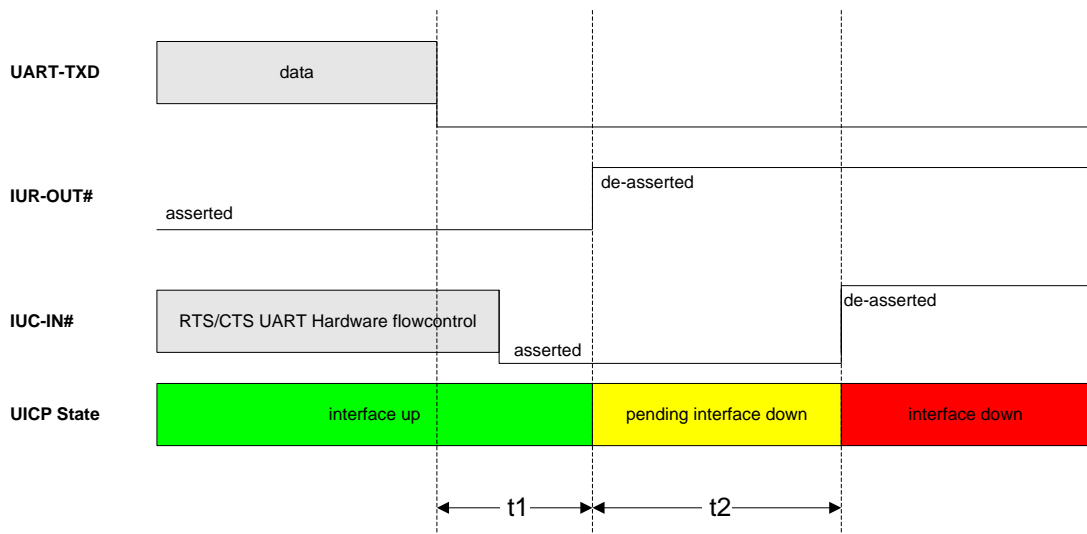 UART-TXD
data
IUR-OUT#
asserted
de-asserted
IUC-IN#
RTS/CTS UART Hardware flowcontrol
asserted
de-asserted
UICP State
interface up
pending interface down
interface down
t1
t2